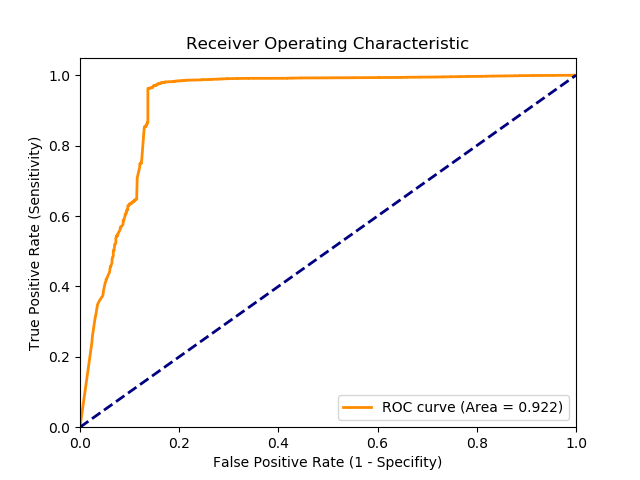 Receiver Operating Characteristic
True Positive Rate (Sensitivity)
1.0
0.8
0.6
0.4
0.2
0.0
0.0 0.2 0.4 0.6 0.8 1.0
False Positive Rate (1 - Specifity)
ROC curve (Area = 0.922)